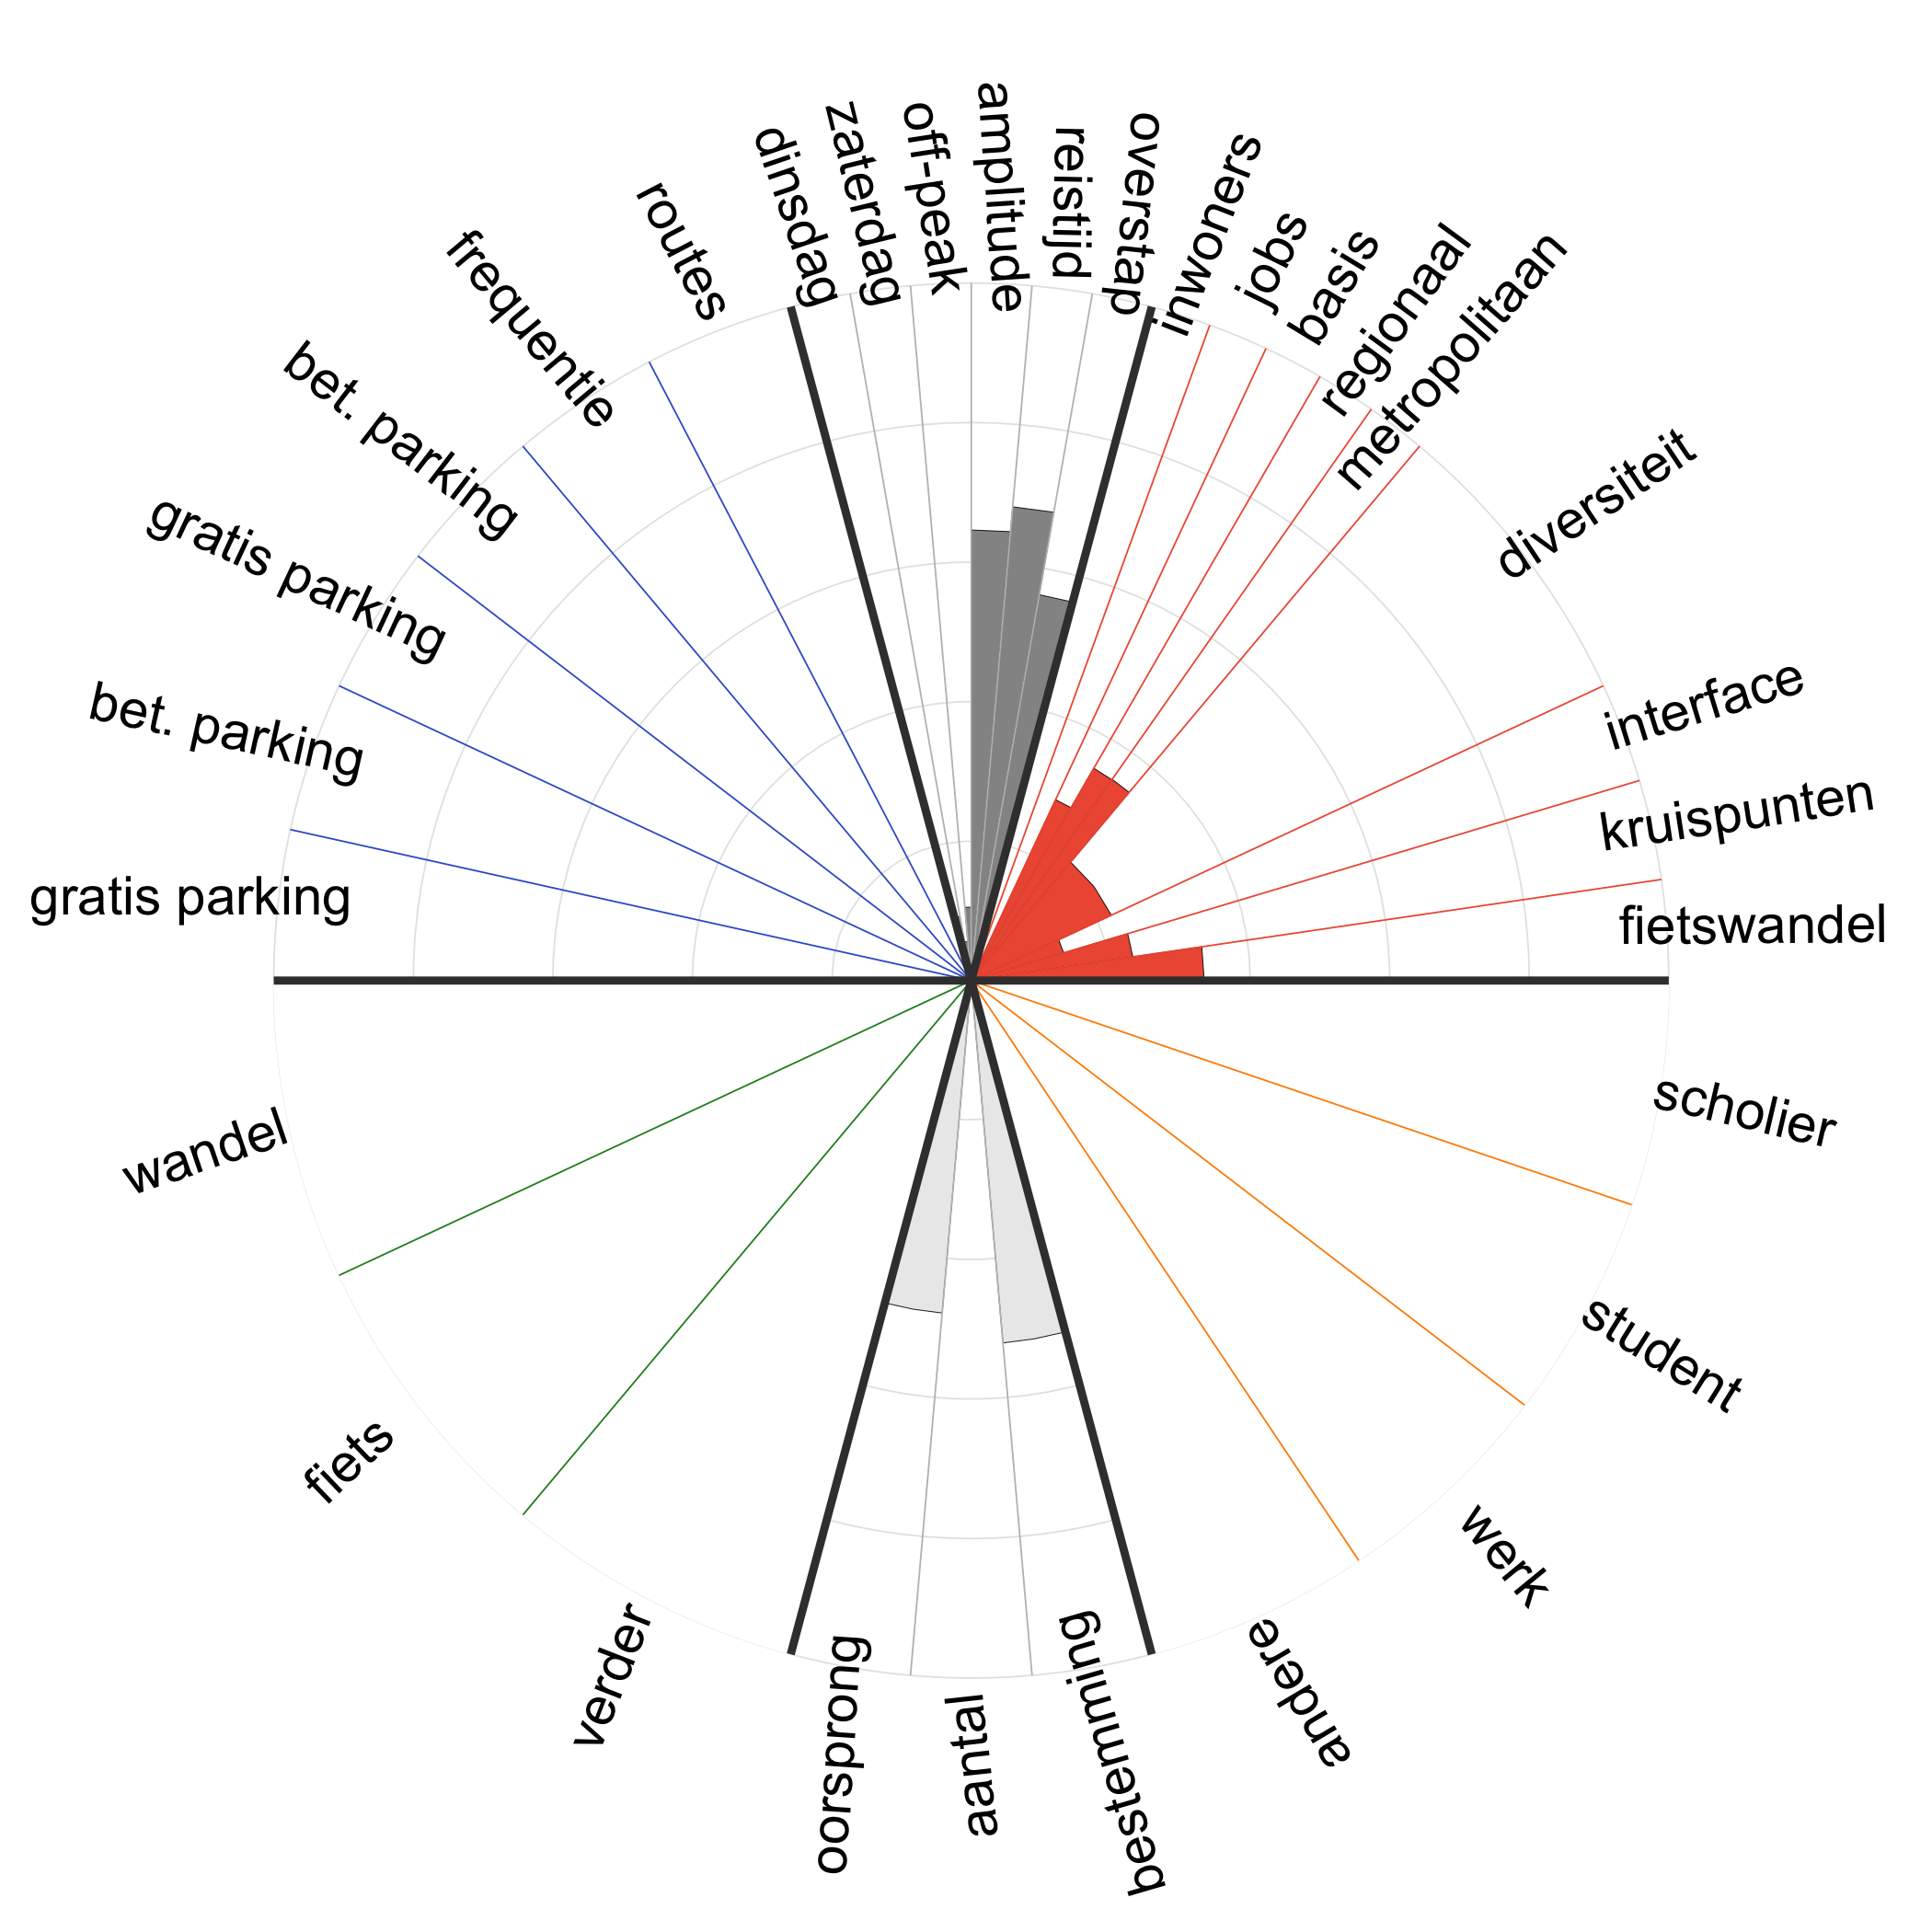 dinsdag
zaterdag
off-peak
amplitude
reistijd
overstap
inwoners
jobs
basis
regionaal
metropolitaan
diversiteit
interface
kruispunten
fietswandel
scholier
student
werk
andere
bestemming
aantal
oorsprong
verder
fiets
wandel
gratis parking
bet. parking
gratis parking
bet. parking
frequentie
routes